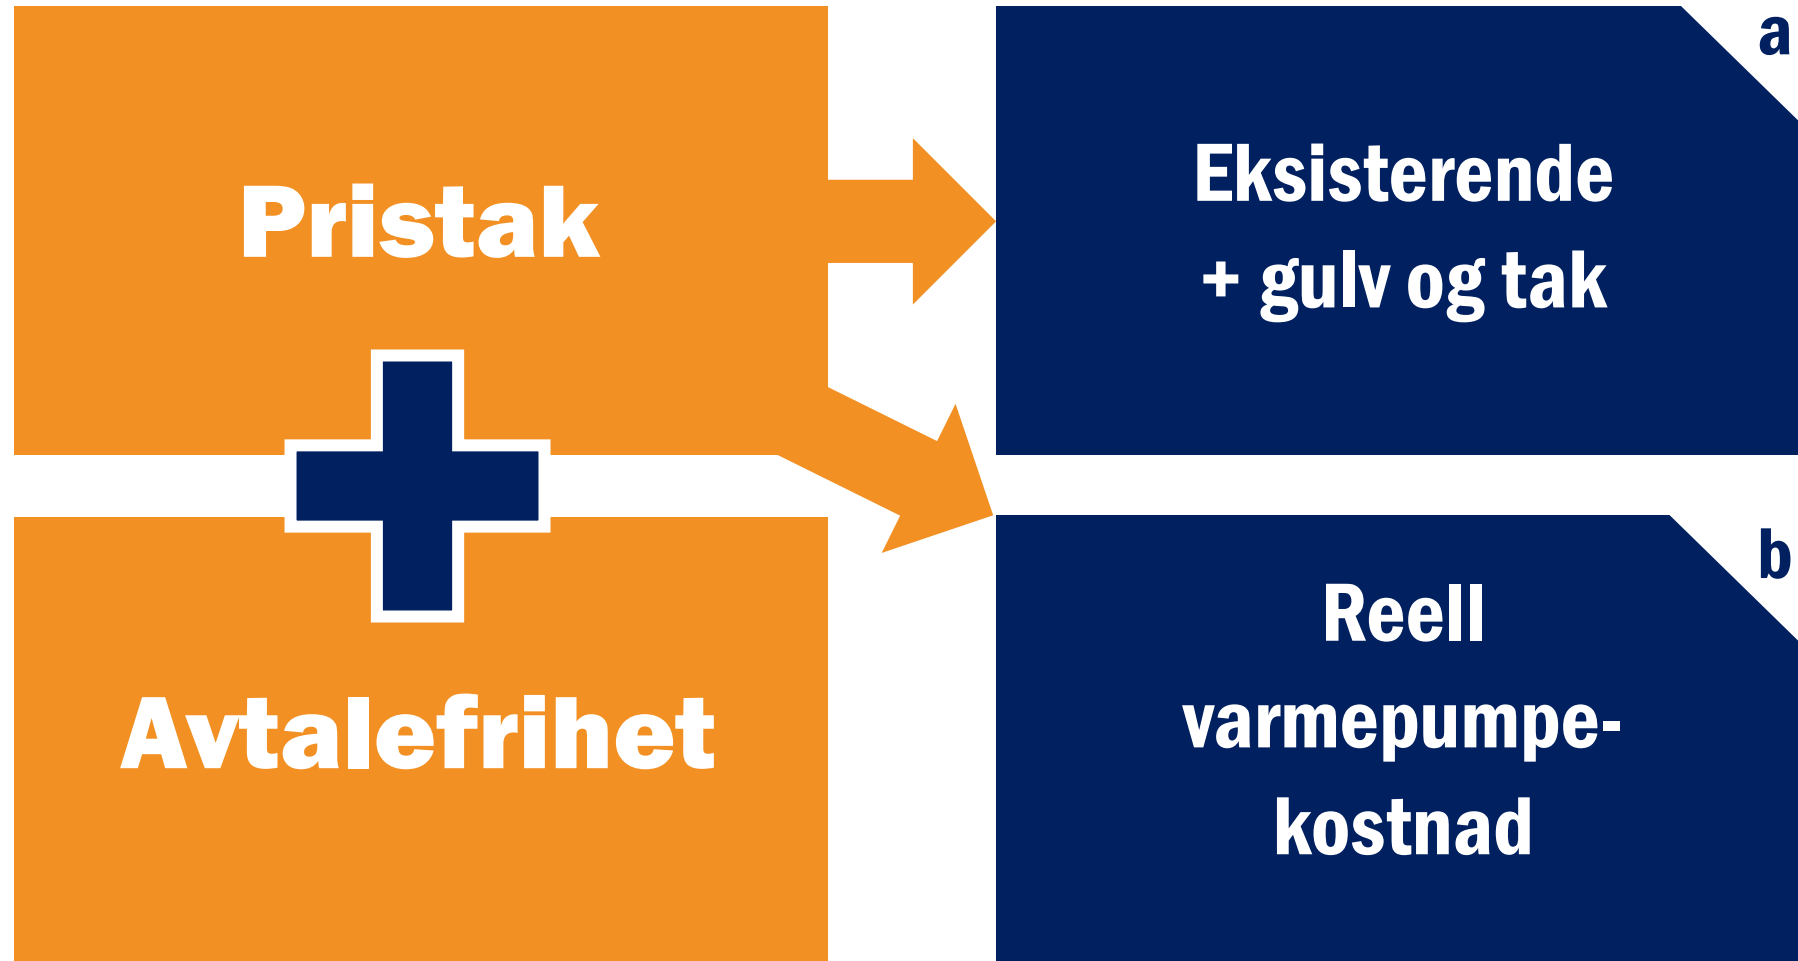 Pristak
Avtalefrihet
a
Eksisterende
+ gulv og tak
b
Reell
varmepumpe-
kostnad